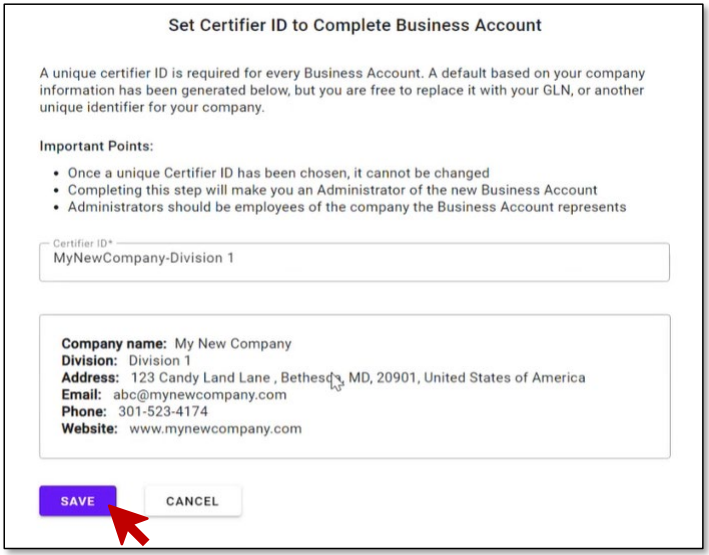 Set Certifier ID to Complete Business Account
A unique certifier ID is required for every Business Account. A default based on your company
information has been generated below, but you are free to replace it with your GLN, or another
unique identifier for your company.
Important Points:
• Once a unique Certifier ID has been chosen, it cannot be changed
• Completing this step will make you an Administrator of the new Business Account
• Administrators should be employees of the company the Business Account represents
Certifier ID*
MyNewCompany-Division 1
Company name: My New Company
Division: Division 1
Address: 123 Candy Land Lane , Bethesda, MD, 20901, United States of America
Email: abc@mynewcompany.com
Phone: 301-523-4174
Website: www.mynewcompany.com
SAVE CANCEL